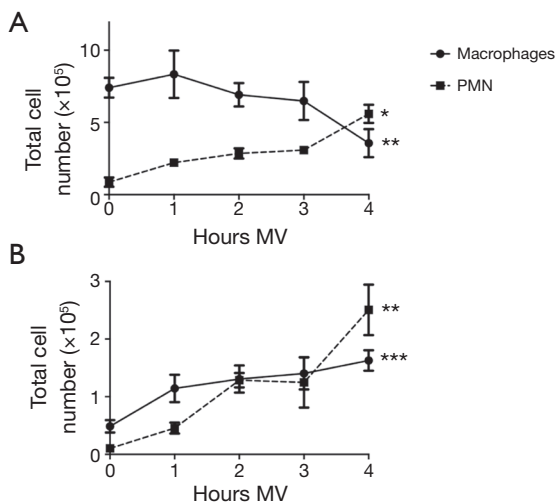 A
Total cell
number (×10⁵)
10
5
0
0 1 2 3 4
Hours MV
*
**
Macrophages
PMN
B
Total cell
number (×10⁵)
3
2
1
0
0 1 2 3 4
Hours MV
**
***